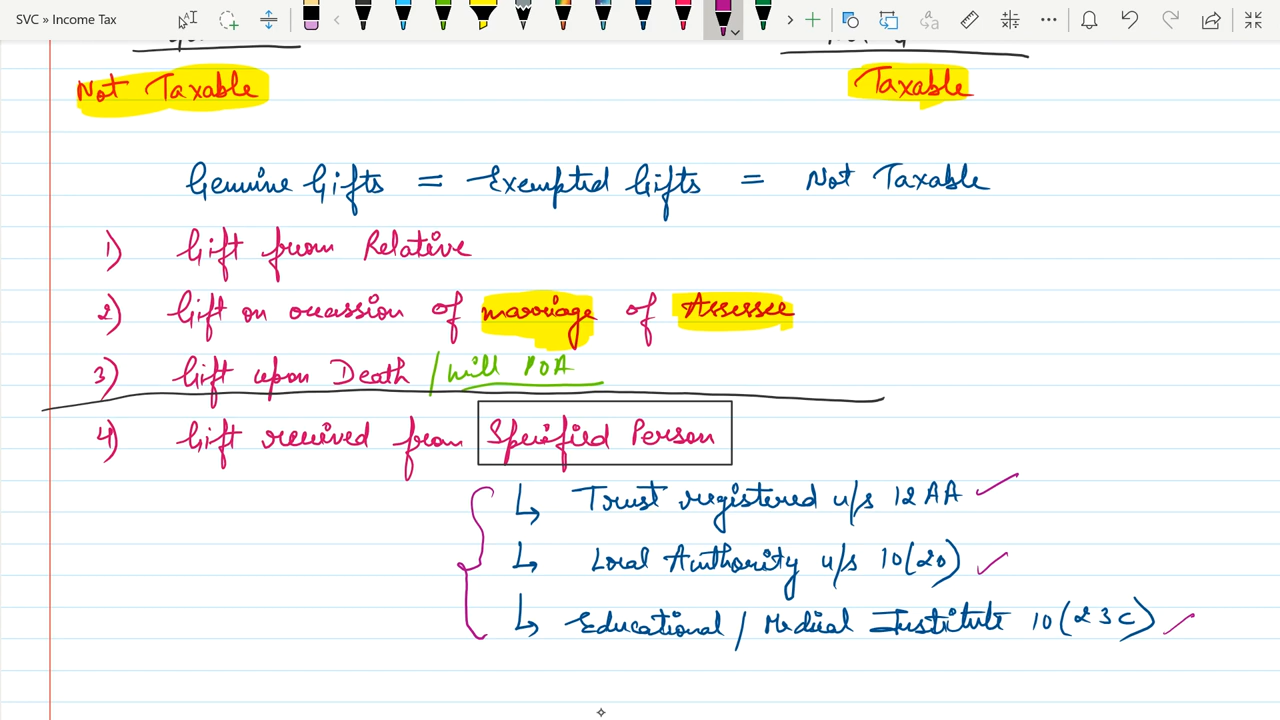 SVC » Income Tax
Not Taxable
Taxable
Genuine Gifts = Exempted Gifts = Not Taxable
1) Gift from Relative
2) Gift on ocassion of marriage of Assessee
3) Gift upon Death / Will POA
4) Gift received from Specified Person
↳ Trust registered u/s 12AA ✓
↳ Local Authority u/s 10(20) ✓
↳ Educational / Medical Institute 10(23C) ✓